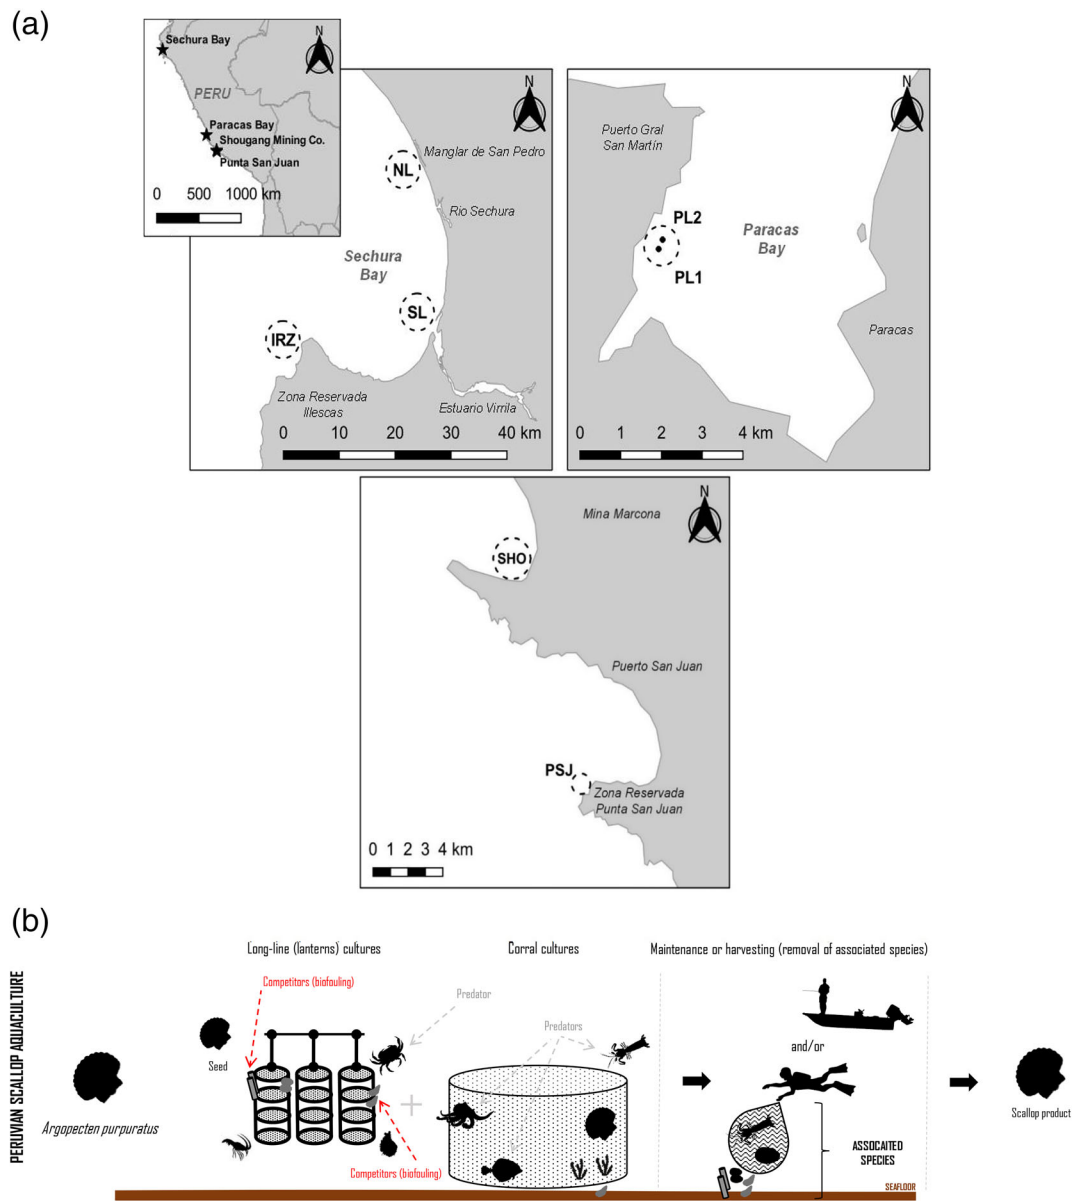 (a)
N
Sechura Bay
PERU
Paracas Bay
Shougang Mining Co.
Punta San Juan
0 500 1000 km
N
NL
Manglar de San Pedro
Rio Sechura
Sechura
Bay
SL
IRZ
Zona Reservada
Illescas
Estuario Virrila
0 10 20 30 40 km
N
Puerto Gral
San Martín
PL2
Paracas
Bay
PL1
Paracas
0 1 2 3 4 km
N
Mina Marcona
SHO
Puerto San Juan
PSJ
Zona Reservada
Punta San Juan
0 1 2 3 4 km
(b)
PERUVIAN SCALLOP AQUACULTURE
Long-line (lanterns) cultures
Corral cultures
Maintenance or harvesting (removal of associated species)
Competitors (biofouling)
Predator
Predators
Seed
and/or
Argopecten purpuratus
+
Scallop product
Competitors (biofouling)
ASSOCAITED
SPECIES
SEAFLOOR